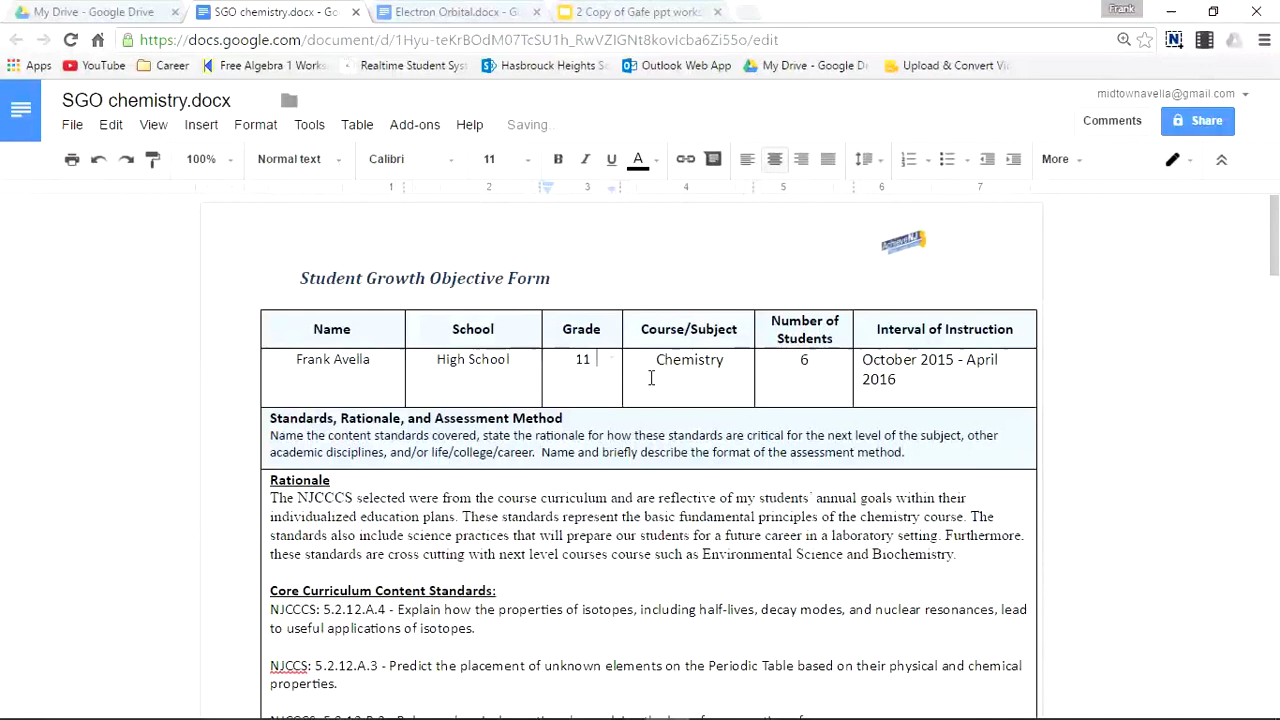 My Drive - Google Drive
SGO chemistry.docx - Go
Electron Orbital.docx - G
2 Copy of Gafe ppt works
Frank
https://docs.google.com/document/d/1Hyu-teKrBOdM07TcSU1h_RwVZIGNt8kovIcba6Zi55o/edit
Apps
YouTube
Career
Free Algebra 1 Works
Realtime Student Sys
Hasbrouck Heights S
Outlook Web App
My Drive - Google D
Upload & Convert Vi
SGO chemistry.docx
midtownavella@gmail.com
File Edit View Insert Format Tools Table Add-ons Help Saving...
Comments
Share
100% Normal text Calibri 11 B I U A More
1 2 3 4 5 6 7
AchieveNJ
Student Growth Objective Form
Name School Grade Course/Subject Number of Students Interval of Instruction
Frank Avella High School 11 Chemistry 6 October 2015 - April
2016
Standards, Rationale, and Assessment Method
Name the content standards covered, state the rationale for how these standards are critical for the next level of the subject, other
academic disciplines, and/or life/college/career. Name and briefly describe the format of the assessment method.
Rationale
The NJCCCS selected were from the course curriculum and are reflective of my students' annual goals within their
individualized education plans. These standards represent the basic fundamental principles of the chemistry course. The
standards also include science practices that will prepare our students for a future career in a laboratory setting. Furthermore,
these standards are cross cutting with next level courses course such as Environmental Science and Biochemistry.
Core Curriculum Content Standards:
NJCCCS: 5.2.12.A.4 - Explain how the properties of isotopes, including half-lives, decay modes, and nuclear resonances, lead
to useful applications of isotopes.
NJCCS: 5.2.12.A.3 - Predict the placement of unknown elements on the Periodic Table based on their physical and chemical
properties.